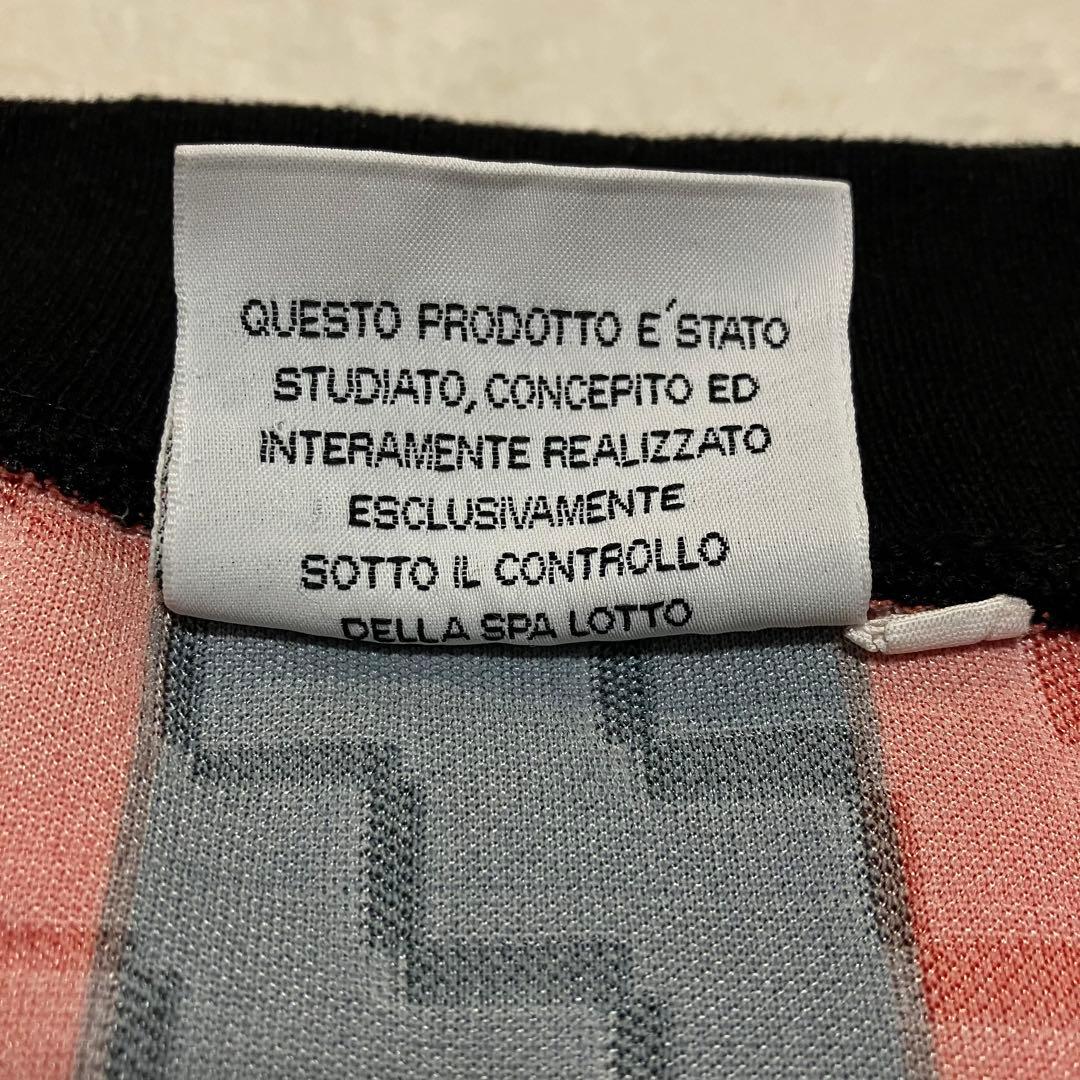 QUESTO PRODOTTO E´STATO
STUDIATO, CONCEPITO ED
INTERAMENTE REALIZZATO
ESCLUSIVAMENTE
SOTTO IL CONTROLLO
DELLA SPA LOTTO